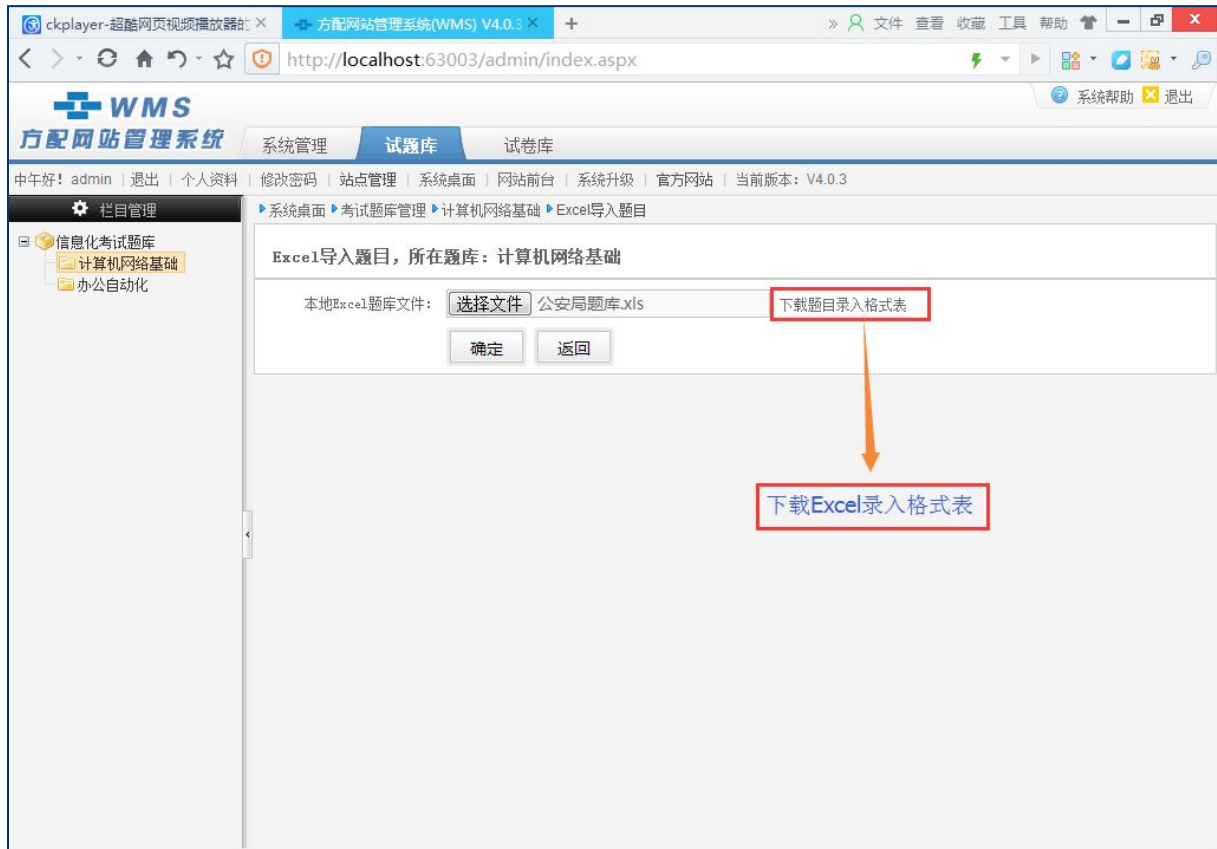 ckplayer-超酷网页视频播放器的
方配网站管理系统(WMS) V4.0.3
文件 查看 收藏 工具 帮助
http://localhost:63003/admin/index.aspx
WMS
方配网站管理系统
系统帮助 退出
系统管理 试题库 试卷库
中午好! admin | 退出 | 个人资料 | 修改密码 | 站点管理 | 系统桌面 | 网站前台 | 系统升级 | 官方网站 | 当前版本: V4.0.3
栏目管理
系统桌面 考试题库管理 计算机网络基础 Excel导入题目
信息化考试题库
计算机网络基础
办公自动化
Excel导入题目，所在题库：计算机网络基础
本地Excel题库文件: 选择文件 公安局题库.xls 下载题目录入格式表
确定 返回
下载Excel录入格式表